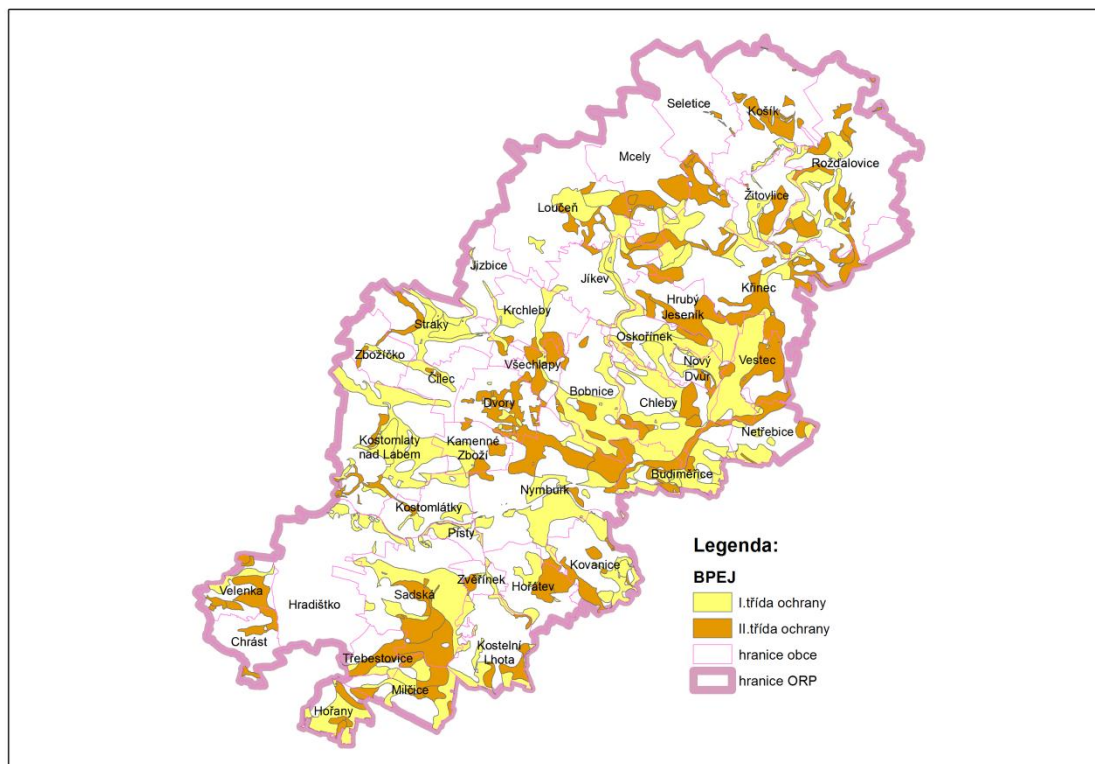 Seletice
Košík
Mcely
Rožďalovice
Žitovlice
Loučeň
Jizbice
Jíkev
Křinec
Hrubý
Jeseník
Krchleby
Straky
Oskořínek
Zbožíčko
Všechlapy
Nový
Dvůr
Vestec
Čilec
Bobnice
Dvory
Chleby
Netřebice
Kostomlaty
nad Labem
Kamenné
Zboží
Budiměřice
Nymburk
Kostomlátky
Písty
Kovanice
Velenka
Zvěřínek
Hořátev
Sadská
Hradištko
Chrást
Kostelní
Lhota
Třebestovice
Milčice
Hořany
Legenda:
BPEJ
I.třída ochrany
II.třída ochrany
hranice obce
hranice ORP